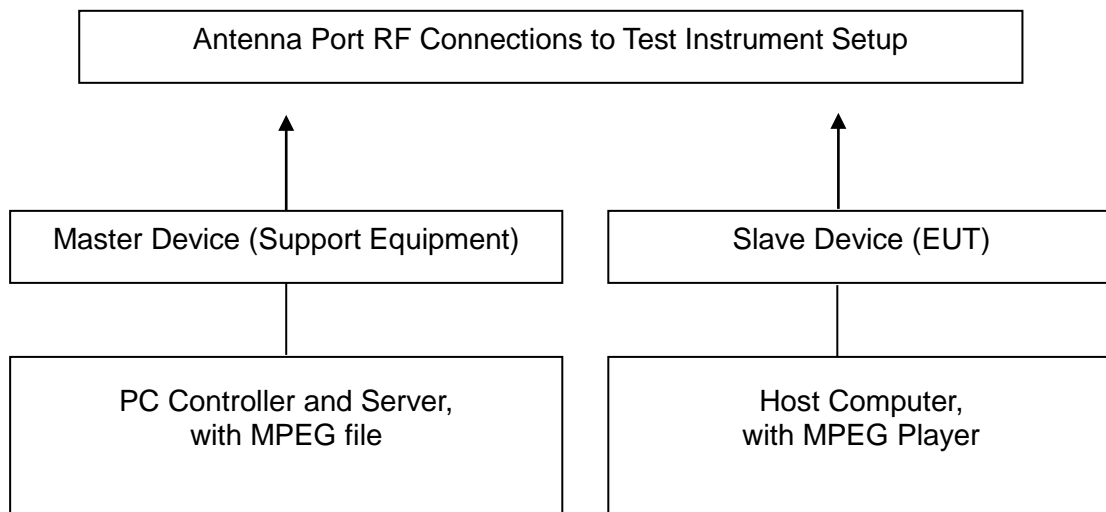 Antenna Port RF Connections to Test Instrument Setup
Master Device (Support Equipment)
Slave Device (EUT)
PC Controller and Server,
with MPEG file
Host Computer,
with MPEG Player